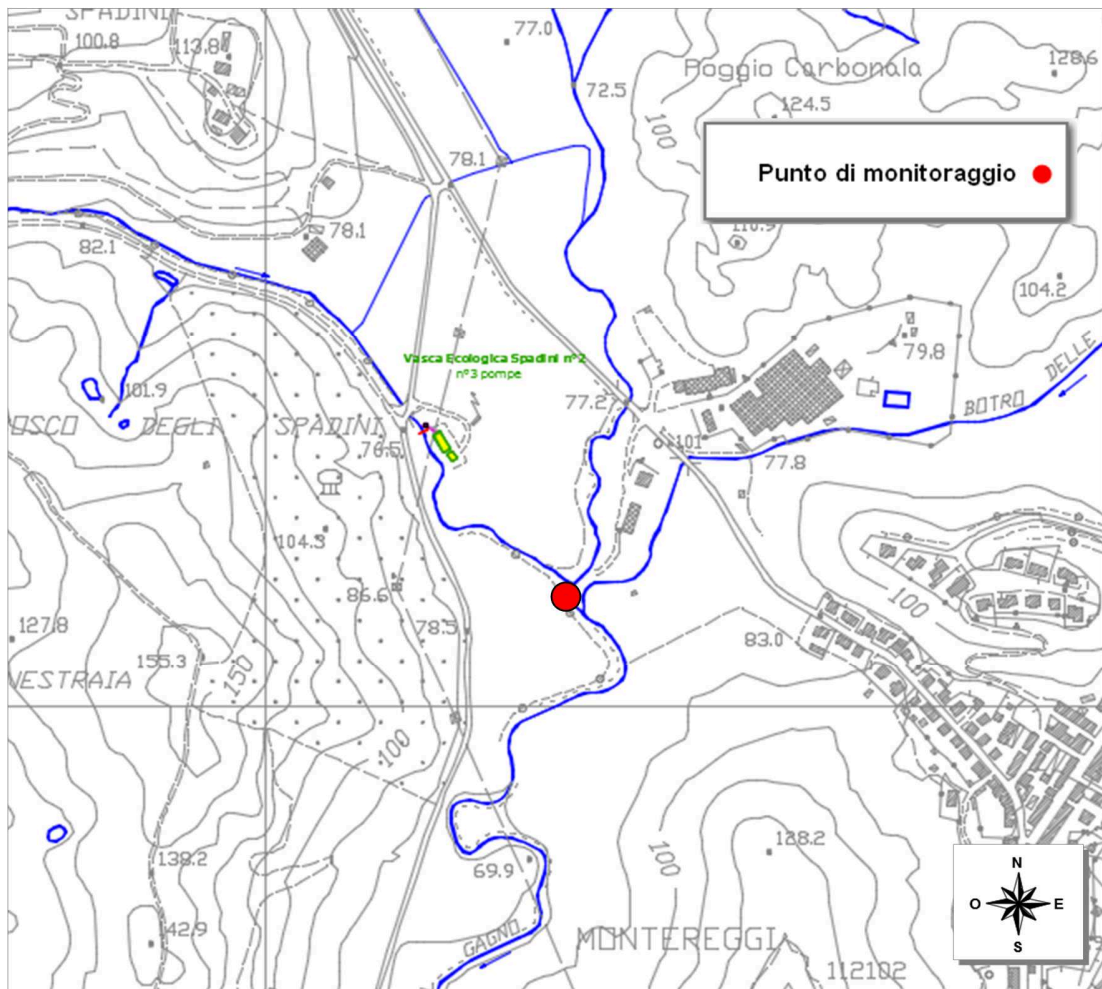 SPADINI
100.8
113.8
77.0
Poggio Carbonala
128.6
72.5
124.5
100
78.1
Punto di monitoraggio
78.1
82.1
110.9
104.2
Vasca Ecologica Spadini n°2
n°3 pompe
79.8
BOTRO DELLE
101.9
77.2
OSCO DEGLI SPADINI
76.5
101
77.8
104.3
86.6
100
127.8
78.5
83.0
155.3
150
NESTRAIA
100
100
128.2
138.2
69.9
N
O E
S
142.9
GAGNO
MONTEREGGI
112102